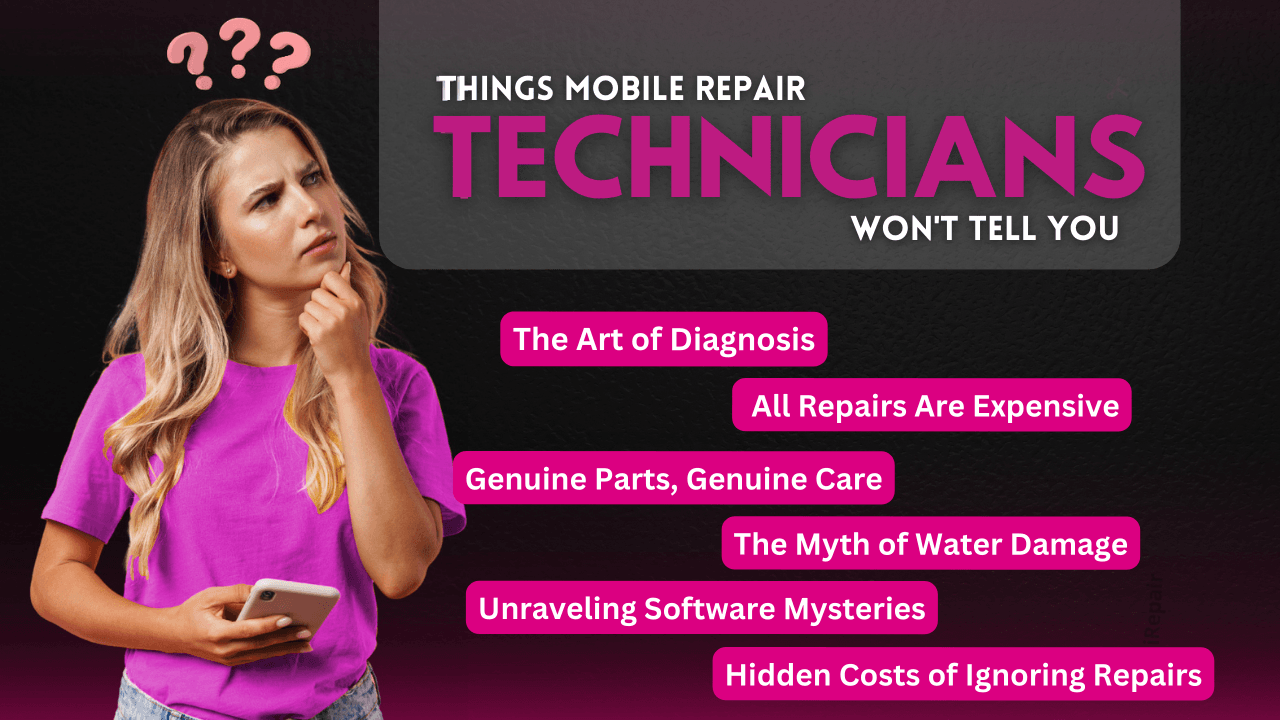 ???
THINGS MOBILE REPAIR
TECHNICIANS
WON'T TELL YOU
The Art of Diagnosis
All Repairs Are Expensive
Genuine Parts, Genuine Care
The Myth of Water Damage
Unraveling Software Mysteries
Repair
Hidden Costs of Ignoring Repairs